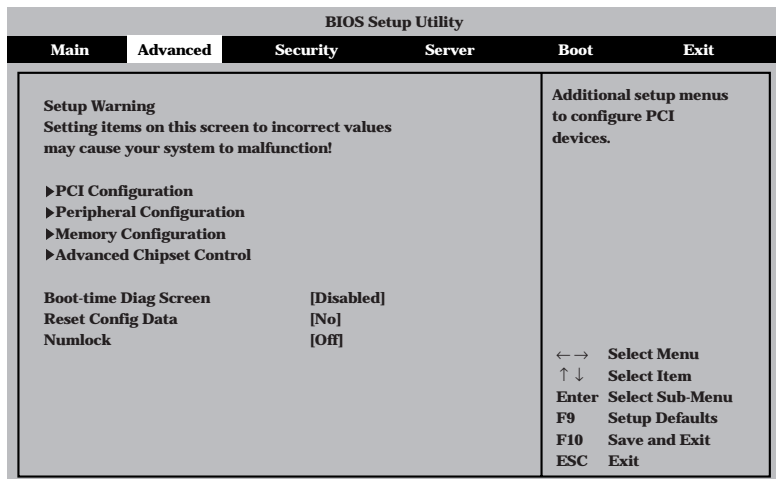 BIOS Setup Utility
Main Advanced Security Server Boot Exit
Setup Warning
Setting items on this screen to incorrect values
may cause your system to malfunction!
▶PCI Configuration
▶Peripheral Configuration
▶Memory Configuration
▶Advanced Chipset Control
Boot-time Diag Screen [Disabled]
Reset Config Data [No]
Numlock [Off]
Additional setup menus
to configure PCI
devices.
←→ Select Menu
↑↓ Select Item
Enter Select Sub-Menu
F9 Setup Defaults
F10 Save and Exit
ESC Exit